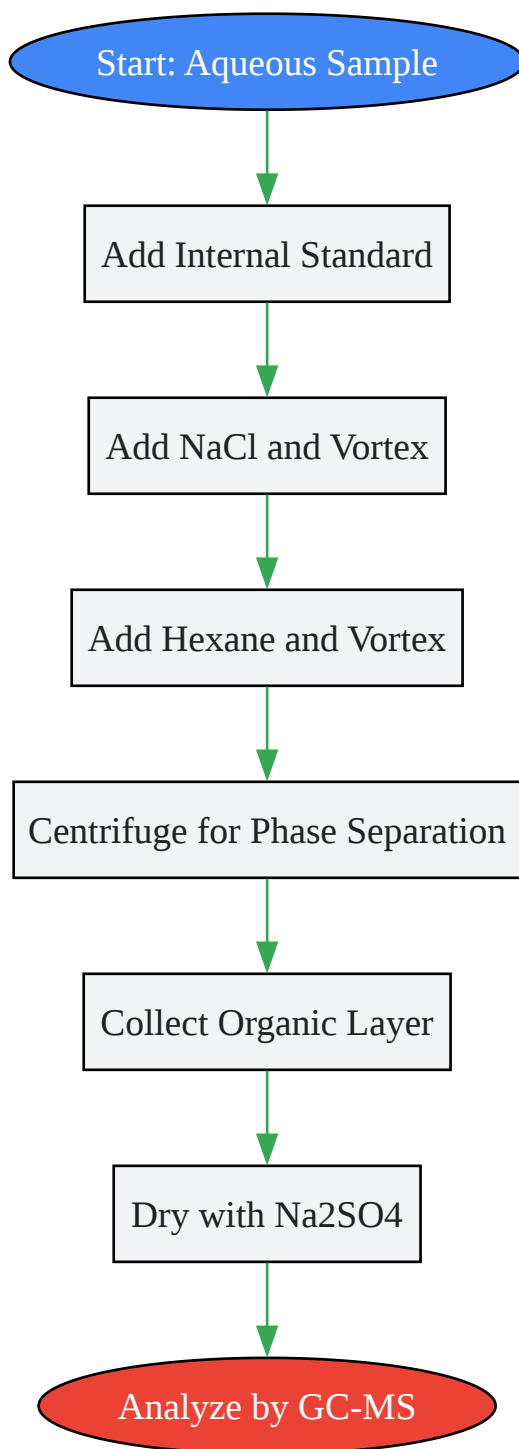 Start: Aqueous Sample
Add Internal Standard
Add NaCl and Vortex
Add Hexane and Vortex
Centrifuge for Phase Separation
Collect Organic Layer
Dry with Na2SO4
Analyze by GC-MS